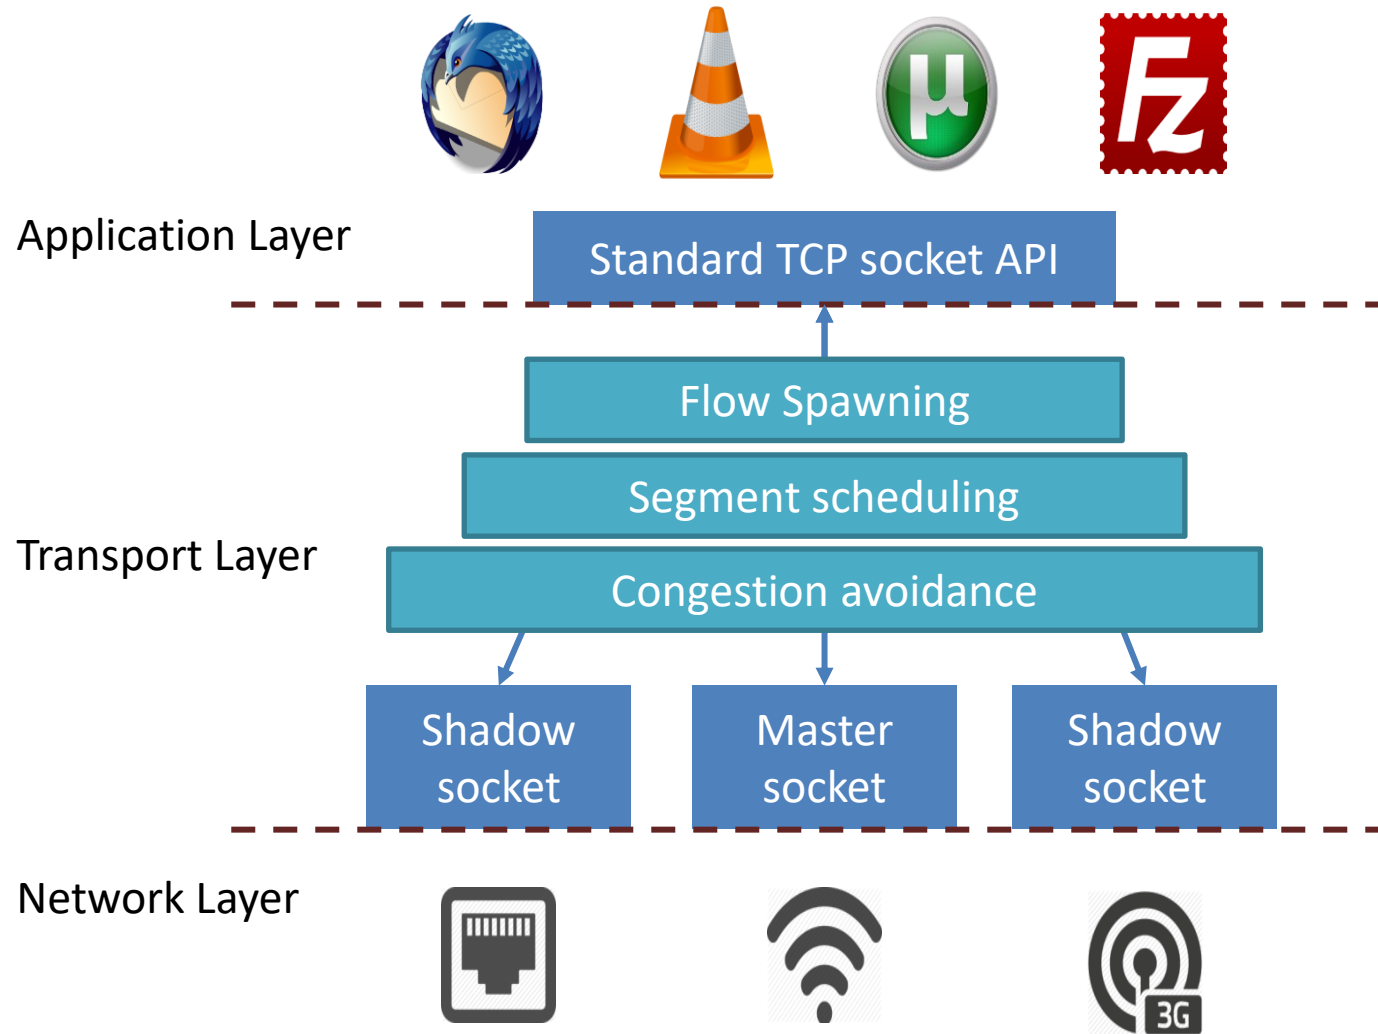 µ
Fz
Application Layer
Standard TCP socket API
Flow Spawning
Segment scheduling
Transport Layer
Congestion avoidance
Shadow
socket
Master
socket
Shadow
socket
Network Layer
3G